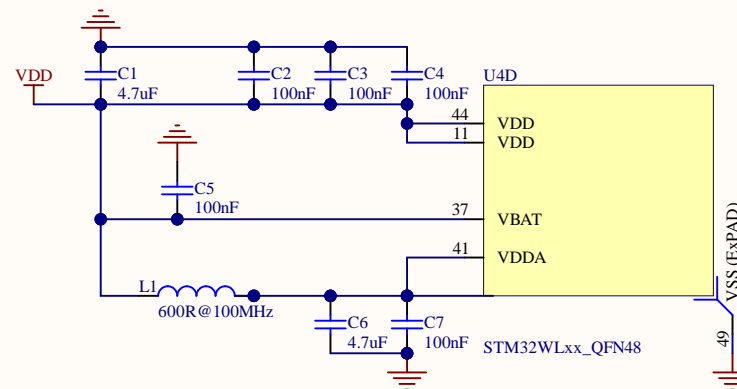 VDD
C1
4.7uF
C2
100nF
C3
100nF
C4
100nF
U4D
44
VDD
11
VDD
C5
100nF
37
VBAT
41
VDDA
VSS (ExPAD)
49
L1
600R@100MHz
C6
4.7uF
C7
100nF
STM32WLxx_QFN48